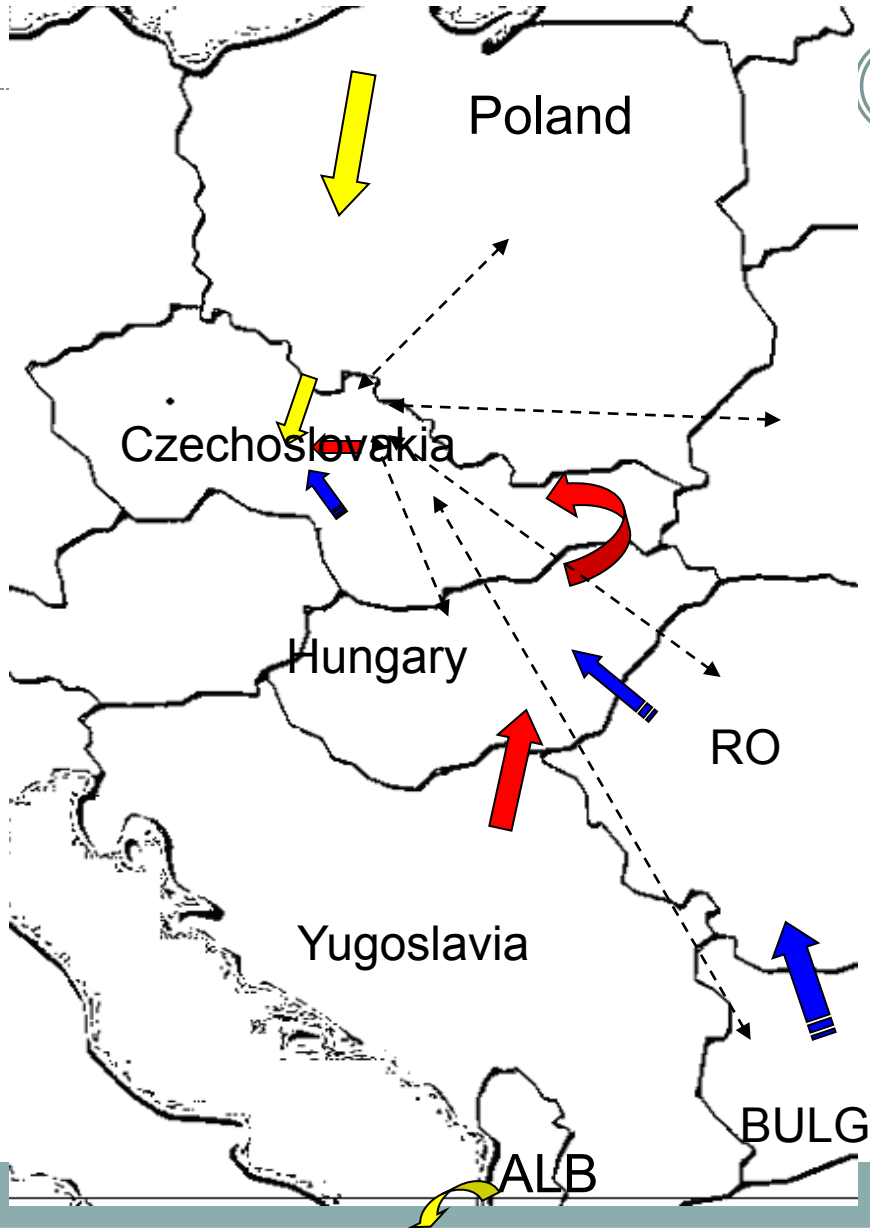 Poland
Czechoslovakia
Hungary
RO
Yugoslavia
BULG
ALB